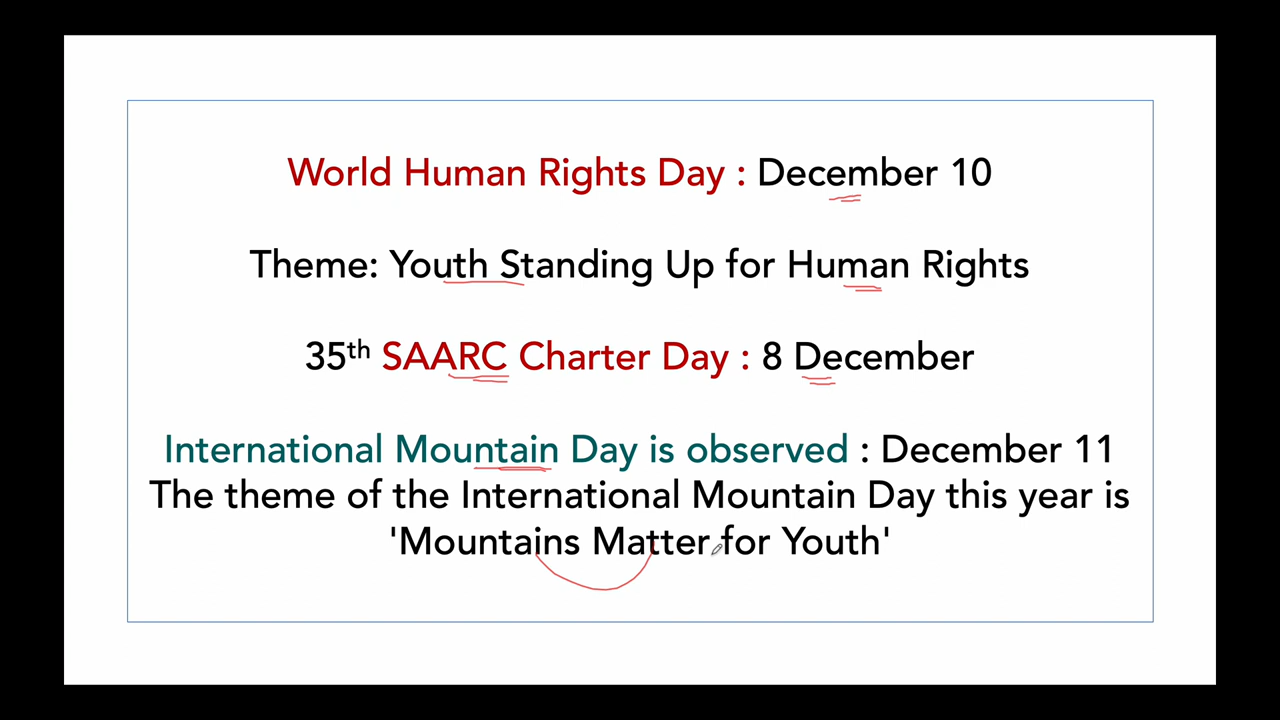 World Human Rights Day : December 10
Theme: Youth Standing Up for Human Rights
35th SAARC Charter Day : 8 December
International Mountain Day is observed : December 11
The theme of the International Mountain Day this year is
'Mountains Matter for Youth'